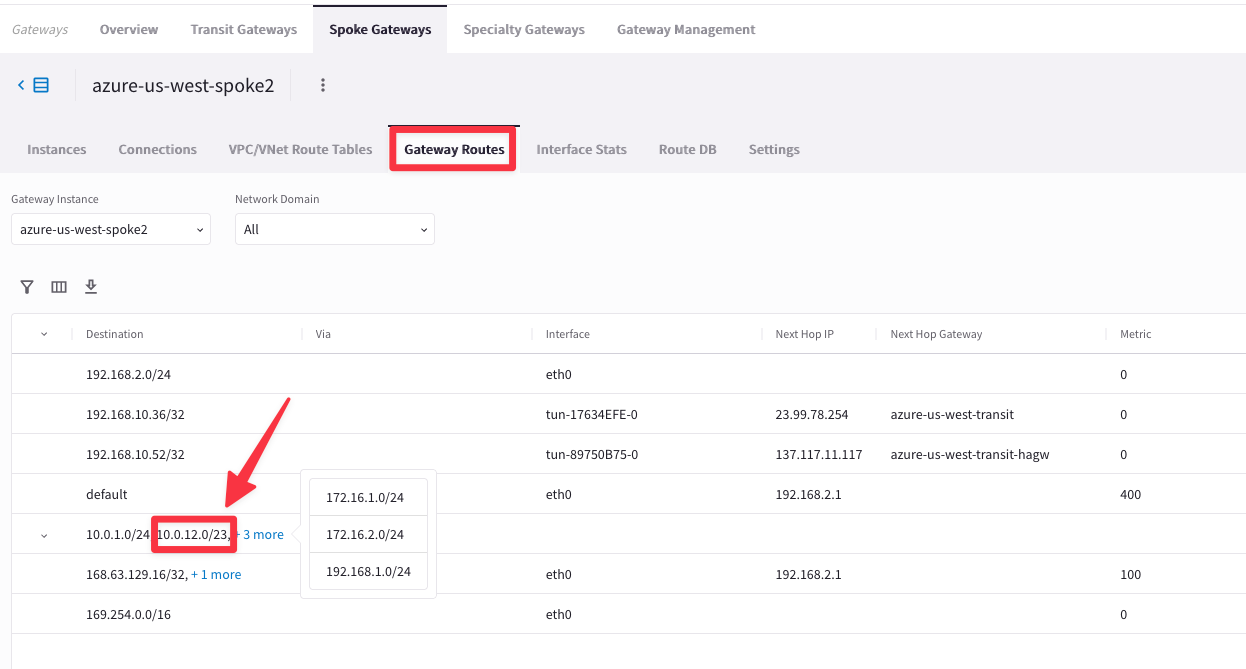 Gateways Overview Transit Gateways Spoke Gateways Specialty Gateways Gateway Management
azure-us-west-spoke2
Instances Connections VPC/VNet Route Tables Gateway Routes Interface Stats Route DB Settings
Gateway Instance Network Domain
azure-us-west-spoke2 All
Destination Via Interface Next Hop IP Next Hop Gateway Metric
192.168.2.0/24 eth0 0
192.168.10.36/32 tun-17634EFE-0 23.99.78.254 azure-us-west-transit 0
192.168.10.52/32 tun-89750B75-0 137.117.11.117 azure-us-west-transit-hagw 0
default eth0 192.168.2.1 400
10.0.1.0/24 10.0.12.0/23, + 3 more
172.16.1.0/24
172.16.2.0/24
192.168.1.0/24
168.63.129.16/32, + 1 more eth0 192.168.2.1 100
169.254.0.0/16 eth0 0